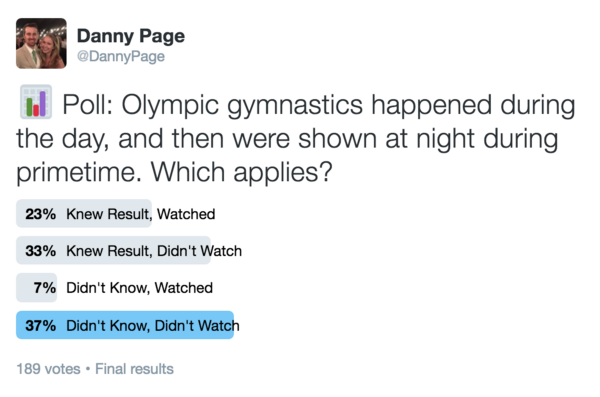 Danny Page
@DannyPage
Poll: Olympic gymnastics happened during
the day, and then were shown at night during
primetime. Which applies?
23% Knew Result, Watched
33% Knew Result, Didn't Watch
7% Didn't Know, Watched
37% Didn't Know, Didn't Watch
189 votes • Final results